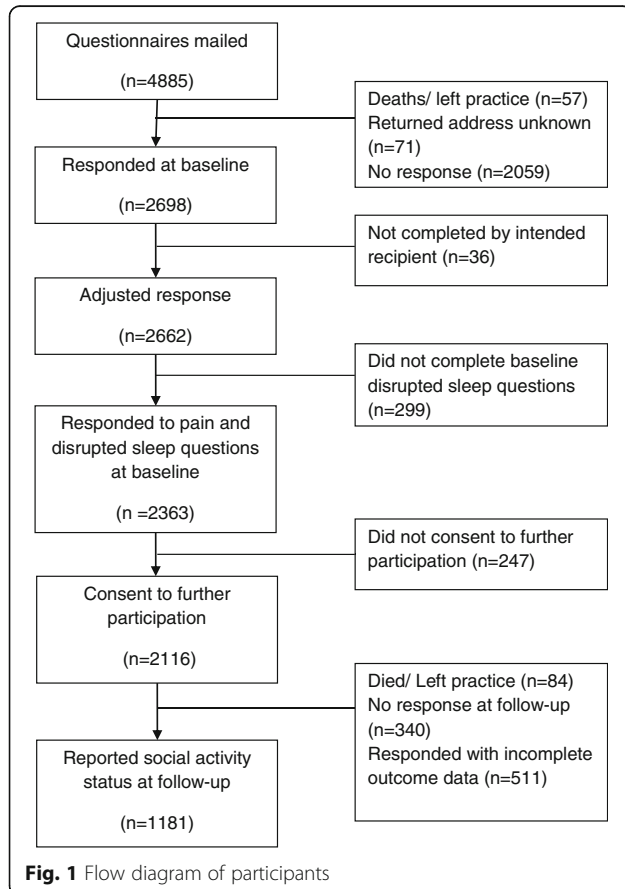 Questionnaires mailed
(n=4885)
Deaths/ left practice (n=57)
Returned address unknown
(n=71)
No response (n=2059)
Responded at baseline
(n=2698)
Not completed by intended
recipient (n=36)
Adjusted response
(n=2662)
Did not complete baseline
disrupted sleep questions
(n=299)
Responded to pain and
disrupted sleep questions
at baseline
(n =2363)
Did not consent to further
participation (n=247)
Consent to further
participation
(n=2116)
Died/ Left practice (n=84)
No response at follow-up
(n=340)
Responded with incomplete
outcome data (n=511)
Reported social activity
status at follow-up
(n=1181)
Fig. 1 Flow diagram of participants